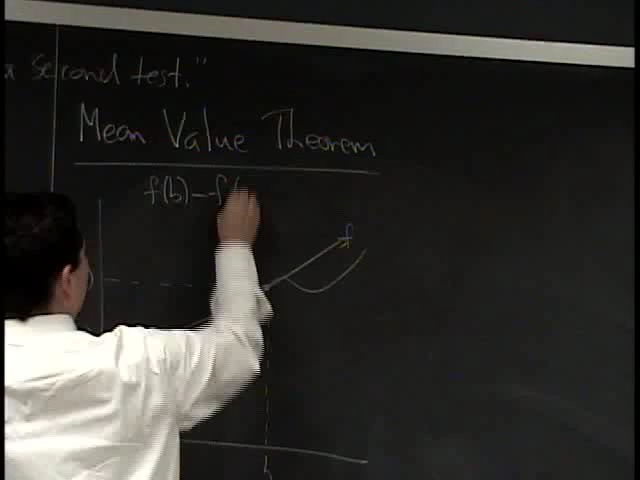 second test."
Mean Value Theorem
f(b)-f(
f
b